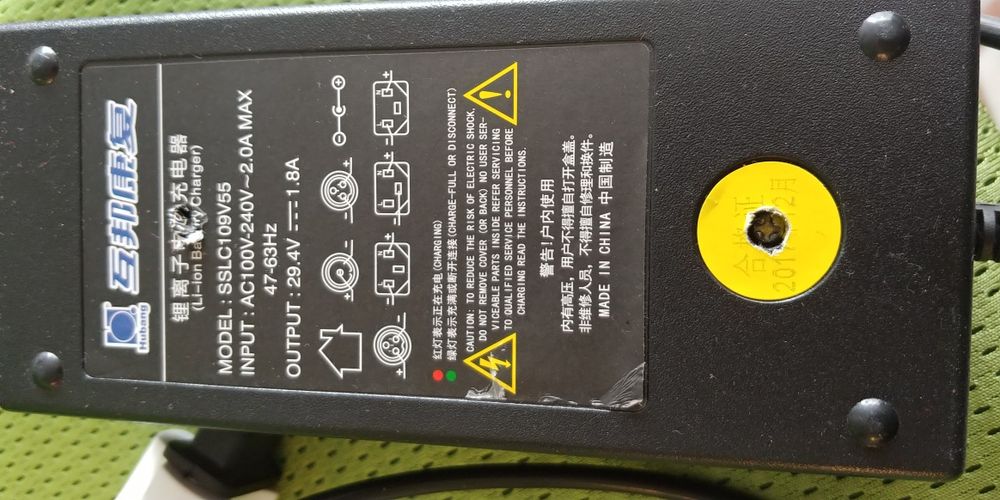 互邦康复
Hubang
锂离子电池充电器
(Li-ion Battery Charger)
MODEL : SSLC109V55
INPUT : AC100V-240V~2.0A MAX
47-63Hz
OUTPUT : 29.4V⎓1.8A
红灯表示正在充电(CHARGING)
绿灯表示充满或断开连接(CHARGE-FULL OR DISCONNECT)
CAUTION: TO REDUCE THE RISK OF ELECTRIC SHOCK,
DO NOT REMOVE COVER (OR BACK) NO USER SER-
VICEABLE PARTS INSIDE REFER SERVICING
TO QUALIFIED SERVICE PERSONNEL BEFORE
CHARGING READ THE INSTRUCTIONS.
警告!户内使用
内有高压，用户不得擅自打开盒盖。
非维修人员，不得擅自修理和换件。
MADE IN CHINA 中国制造
合格证
2017 12月